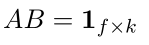 AB = 𝟏_{f×k}